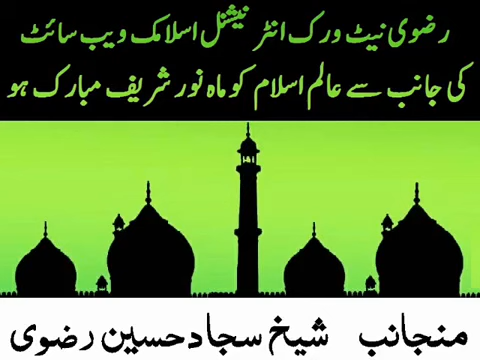 رضوی نیٹ ورک انٹرنیشنل اسلامک ویب سائٹ
کی جانب سے عالم اسلام کو ماہ نور شریف مبارک ہو
منجانب شیخ سجاد حسین رضوی